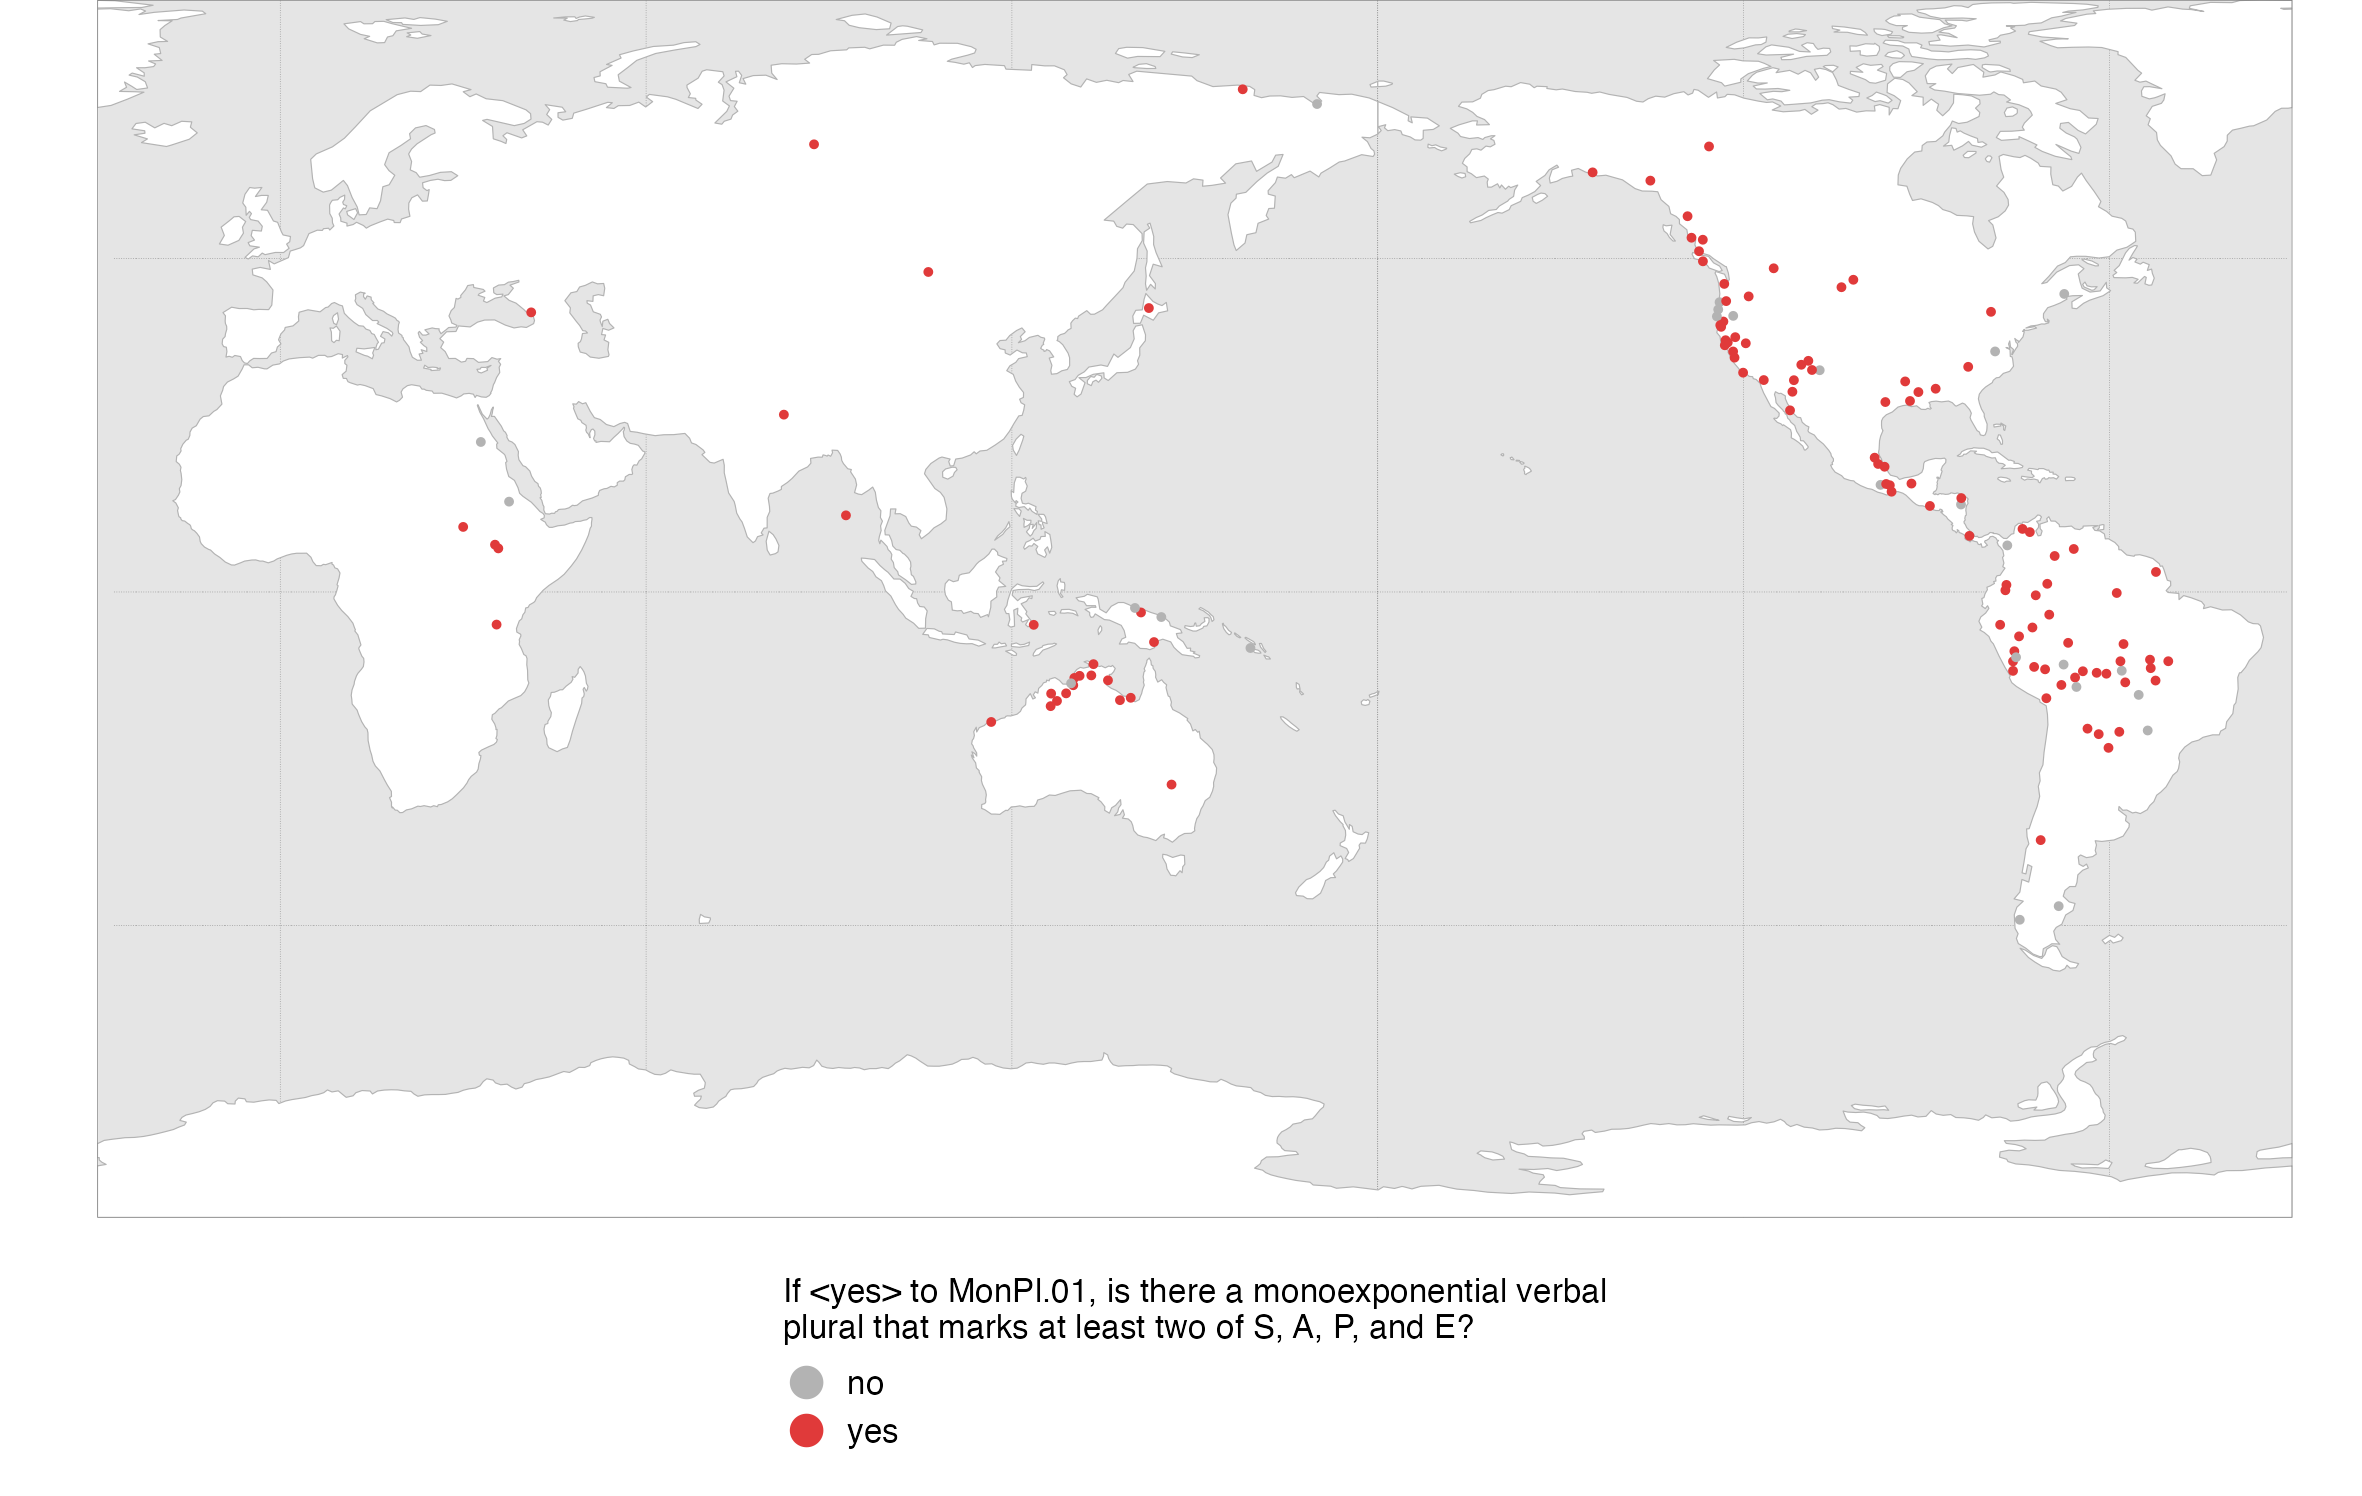 If <yes> to MonPl.01, is there a monoexponential verbal
plural that marks at least two of S, A, P, and E?
no
yes